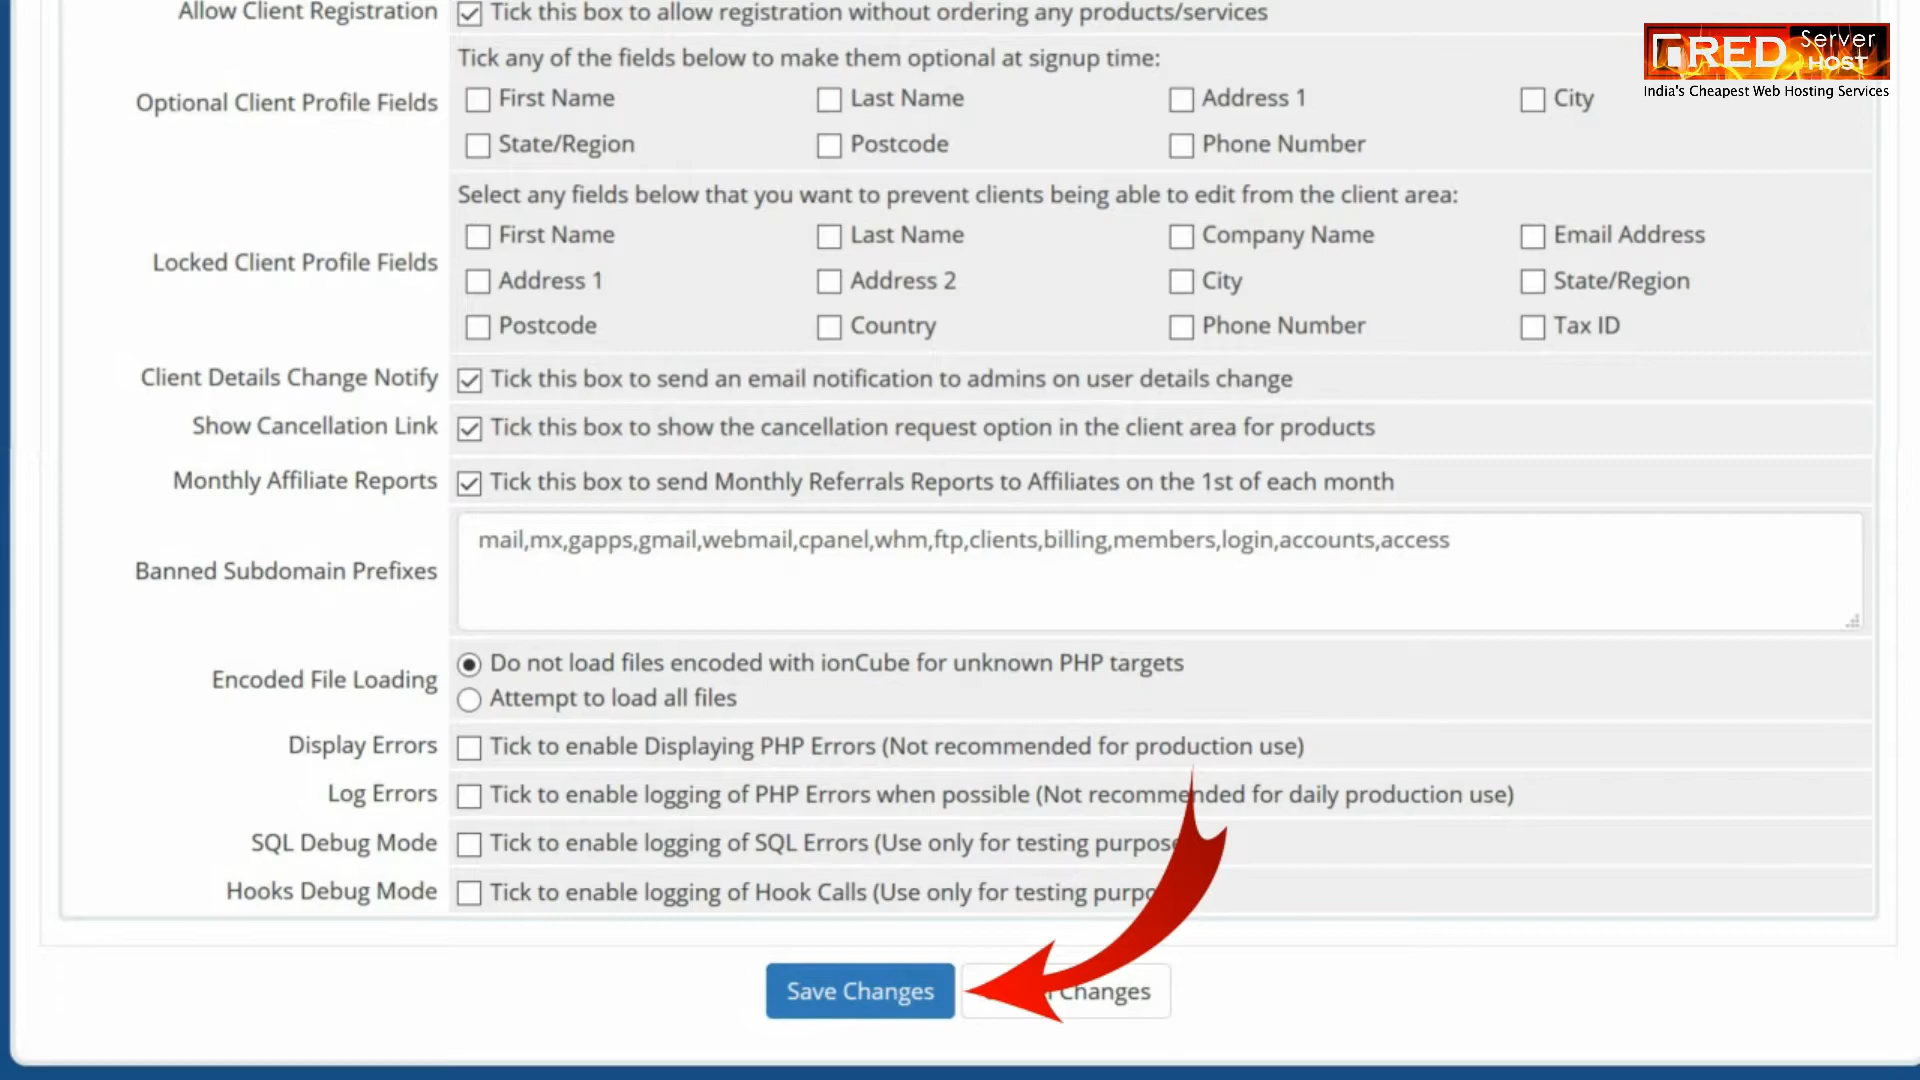 Allow Client Registration Tick this box to allow registration without ordering any products/services
RED Server HOST
India's Cheapest Web Hosting Services
Tick any of the fields below to make them optional at signup time:
Optional Client Profile Fields
First Name Last Name Address 1 City
State/Region Postcode Phone Number
Select any fields below that you want to prevent clients being able to edit from the client area:
Locked Client Profile Fields
First Name Last Name Company Name Email Address
Address 1 Address 2 City State/Region
Postcode Country Phone Number Tax ID
Client Details Change Notify Tick this box to send an email notification to admins on user details change
Show Cancellation Link Tick this box to show the cancellation request option in the client area for products
Monthly Affiliate Reports Tick this box to send Monthly Referrals Reports to Affiliates on the 1st of each month
Banned Subdomain Prefixes
mail,mx,gapps,gmail,webmail,cpanel,whm,ftp,clients,billing,members,login,accounts,access
Encoded File Loading
Do not load files encoded with ionCube for unknown PHP targets
Attempt to load all files
Display Errors Tick to enable Displaying PHP Errors (Not recommended for production use)
Log Errors Tick to enable logging of PHP Errors when possible (Not recommended for daily production use)
SQL Debug Mode Tick to enable logging of SQL Errors (Use only for testing
Hooks Debug Mode Tick to enable logging of Hook Calls (Use only for testing
Save Changes Changes